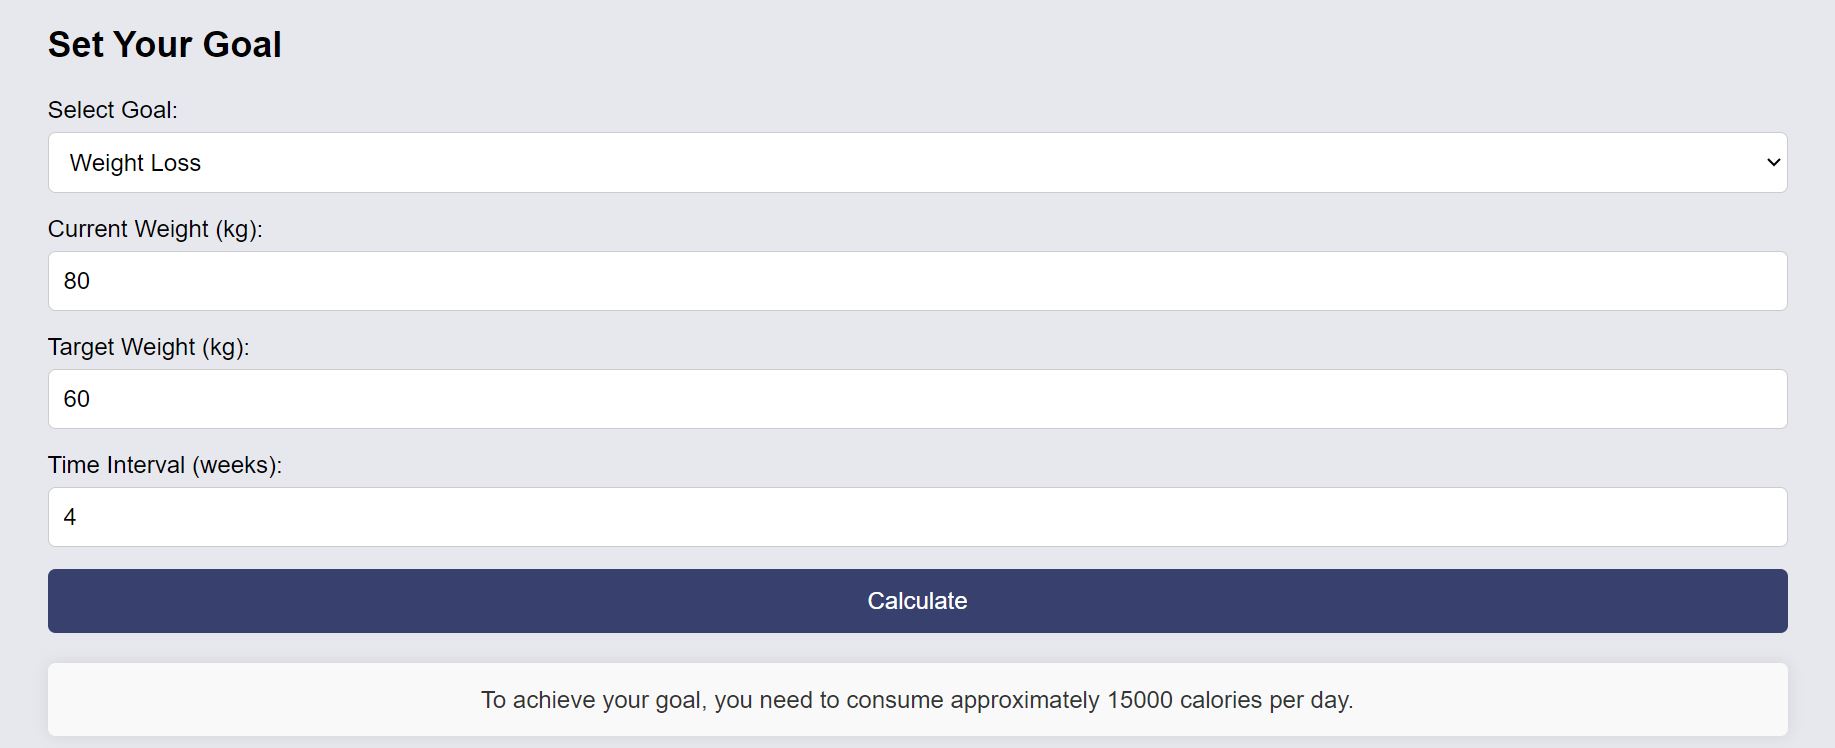 Set Your Goal
Select Goal:
Weight Loss
Current Weight (kg):
80
Target Weight (kg):
60
Time Interval (weeks):
4
Calculate
To achieve your goal, you need to consume approximately 15000 calories per day.